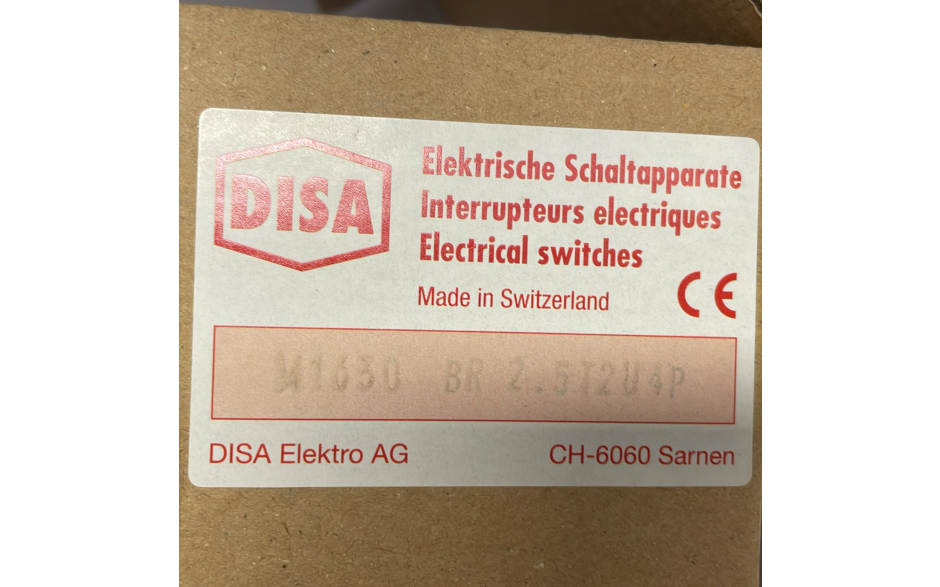 DISA
Elektrische Schaltapparate
Interrupteurs electriques
Electrical switches
Made in Switzerland
CE
M1630 BR 2.5T2U4P
DISA Elektro AG
CH-6060 Sarnen